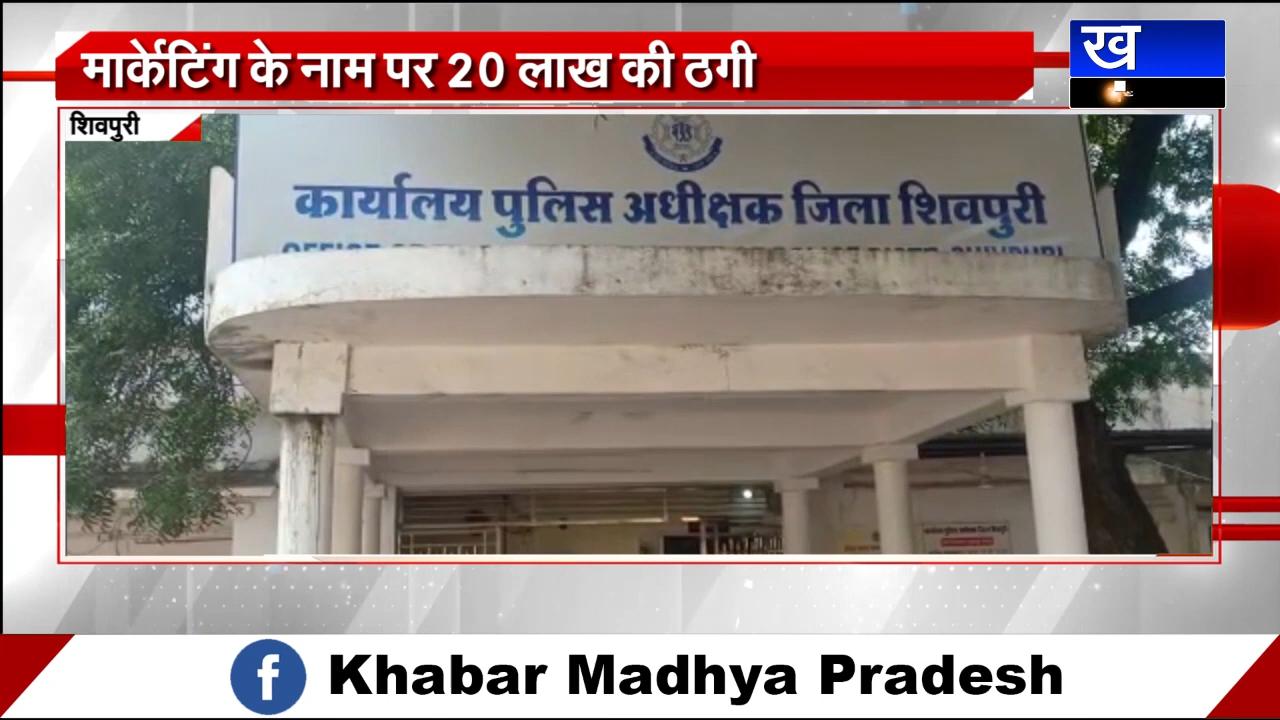 मार्केटिंग के नाम पर 20 लाख की ठगी
ख
शिवपुरी
कार्यालय पुलिस अधीक्षक जिला शिवपुरी
Khabar Madhya Pradesh